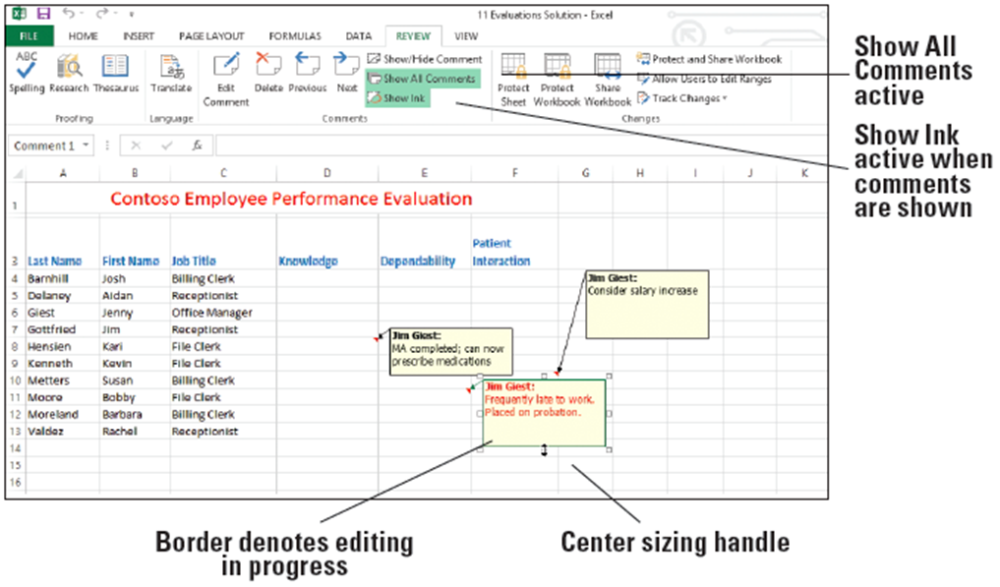 11 Evaluations Solution - Excel
FILE HOME INSERT PAGE LAYOUT FORMULAS DATA REVIEW VIEW
ABC
Spelling Research Thesaurus
Proofing
Translate
Language
Edit
Comment
Delete Previous Next
Show/Hide Comment
Show All Comments
Show Ink
Comments
Protect
Sheet
Protect
Workbook
Share
Workbook
Protect and Share Workbook
Allow Users to Edit Ranges
Track Changes
Changes
Show All
Comments
active
Show Ink
active when
comments
are shown
Comment 1 fx
A B C D E F G H I J K
1 Contoso Employee Performance Evaluation
Patient
3 Last Name First Name Job Title Knowledge Dependability Interaction
4 Barnhill Josh Billing Clerk
5 Delaney Aidan Receptionist
6 Giest Jenny Office Manager
7 Gottfried Jim Receptionist
8 Hensien Kari File Clerk
9 Kenneth Kevin File Clerk
10 Metters Susan Billing Clerk
11 Moore Bobby File Clerk
12 Moreland Barbara Billing Clerk
13 Valdez Rachel Receptionist
14
15
16
Jim Giest:
Consider salary increase
Jim Giest:
MA completed; can now
prescribe medications
Jim Giest:
Frequently late to work.
Placed on probation.
Border denotes editing
in progress
Center sizing handle